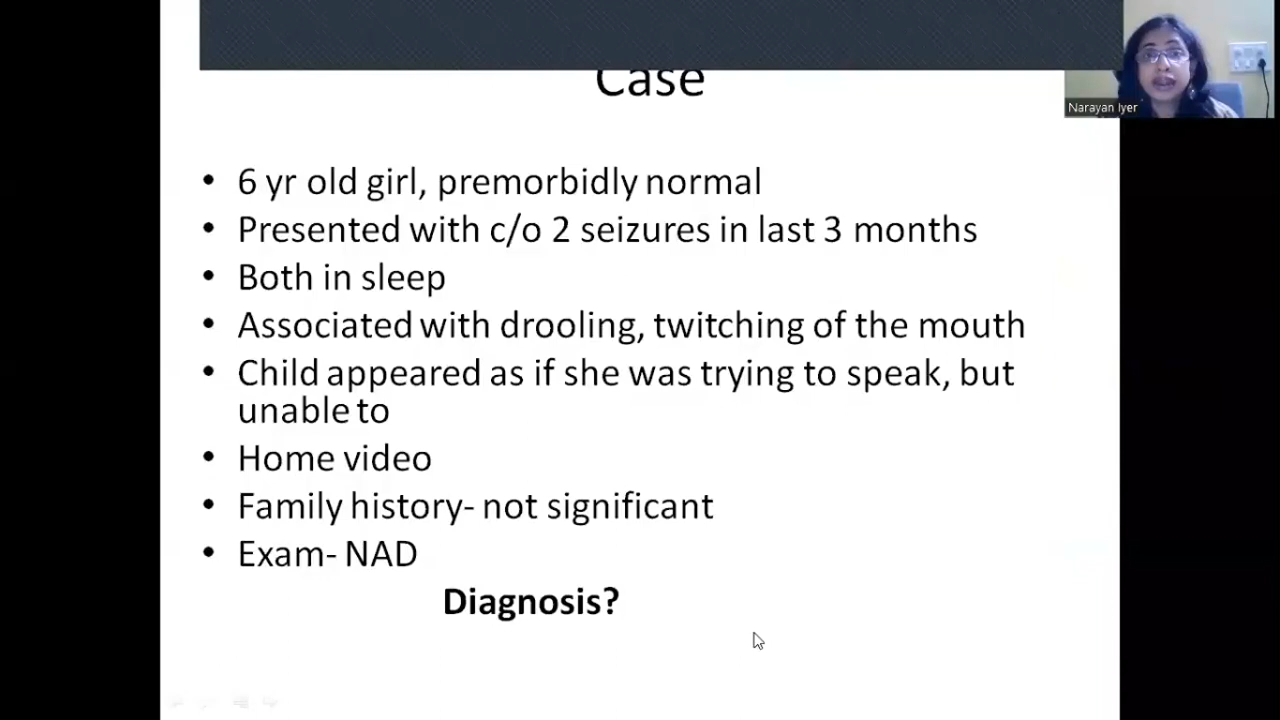 Case
Narayan Iyer
• 6 yr old girl, premorbidly normal
• Presented with c/o 2 seizures in last 3 months
• Both in sleep
• Associated with drooling, twitching of the mouth
• Child appeared as if she was trying to speak, but
unable to
• Home video
• Family history- not significant
• Exam- NAD
Diagnosis?